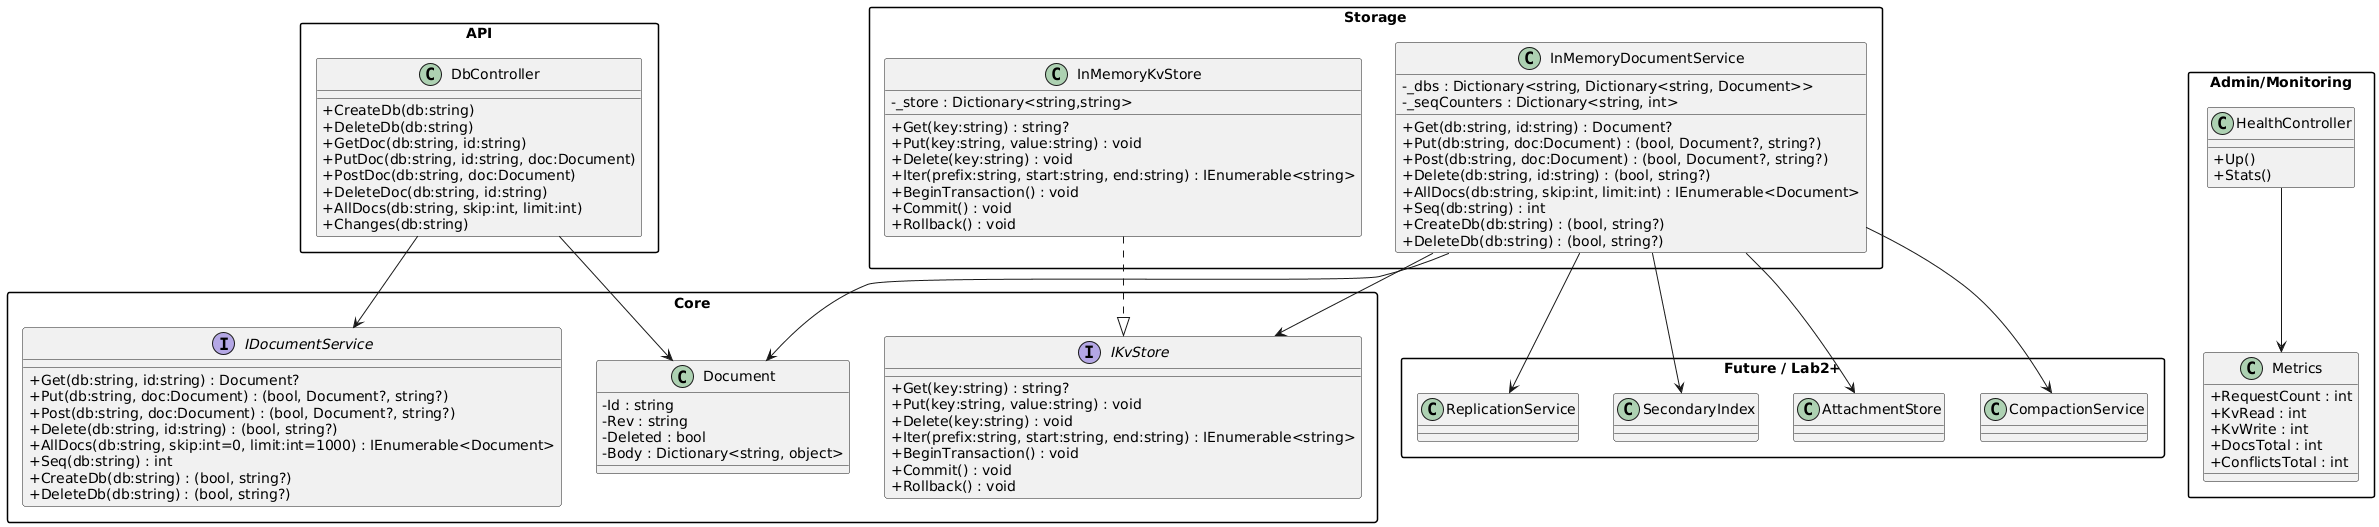 API
C DbController
+CreateDb(db:string)
+DeleteDb(db:string)
+GetDoc(db:string, id:string)
+PutDoc(db:string, id:string, doc:Document)
+PostDoc(db:string, doc:Document)
+DeleteDoc(db:string, id:string)
+AllDocs(db:string, skip:int, limit:int)
+Changes(db:string)
Storage
C InMemoryKvStore
-_store : Dictionary<string,string>
+Get(key:string) : string?
+Put(key:string, value:string) : void
+Delete(key:string) : void
+Iter(prefix:string, start:string, end:string) : IEnumerable<string>
+BeginTransaction() : void
+Commit() : void
+Rollback() : void
C InMemoryDocumentService
-_dbs : Dictionary<string, Dictionary<string, Document>>
-_seqCounters : Dictionary<string, int>
+Get(db:string, id:string) : Document?
+Put(db:string, doc:Document) : (bool, Document?, string?)
+Post(db:string, doc:Document) : (bool, Document?, string?)
+Delete(db:string, id:string) : (bool, string?)
+AllDocs(db:string, skip:int, limit:int) : IEnumerable<Document>
+Seq(db:string) : int
+CreateDb(db:string) : (bool, string?)
+DeleteDb(db:string) : (bool, string?)
Admin/Monitoring
C HealthController
+Up()
+Stats()
C Metrics
+RequestCount : int
+KvRead : int
+KvWrite : int
+DocsTotal : int
+ConflictsTotal : int
Core
I IDocumentService
+Get(db:string, id:string) : Document?
+Put(db:string, doc:Document) : (bool, Document?, string?)
+Post(db:string, doc:Document) : (bool, Document?, string?)
+Delete(db:string, id:string) : (bool, string?)
+AllDocs(db:string, skip:int=0, limit:int=1000) : IEnumerable<Document>
+Seq(db:string) : int
+CreateDb(db:string) : (bool, string?)
+DeleteDb(db:string) : (bool, string?)
C Document
-Id : string
-Rev : string
-Deleted : bool
-Body : Dictionary<string, object>
I IKvStore
+Get(key:string) : string?
+Put(key:string, value:string) : void
+Delete(key:string) : void
+Iter(prefix:string, start:string, end:string) : IEnumerable<string>
+BeginTransaction() : void
+Commit() : void
+Rollback() : void
Future / Lab2+
C ReplicationService
C SecondaryIndex
C AttachmentStore
C CompactionService